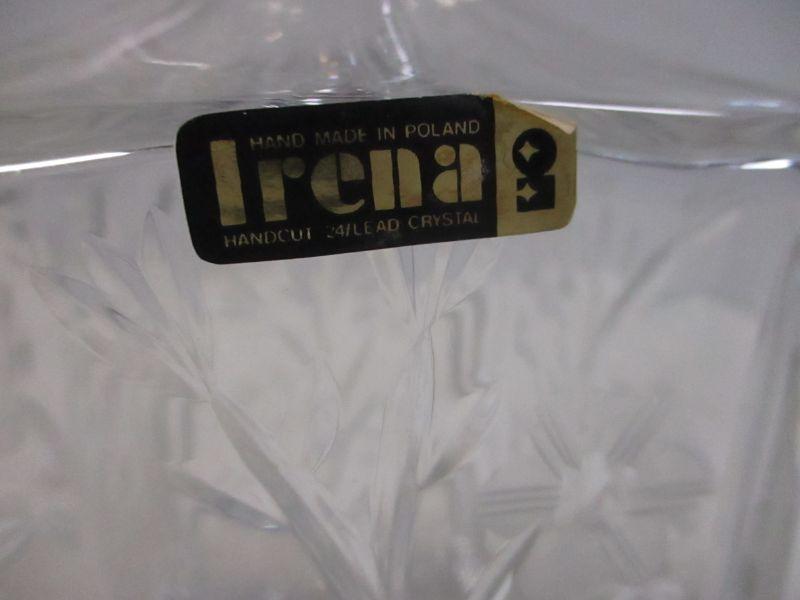 HAND MADE IN POLAND
Irena
HANDCUT 24/LEAD CRYSTAL